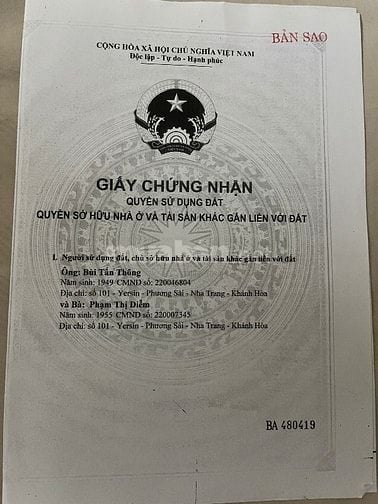 BẢN SAO
CỘNG HÒA XÃ HỘI CHỦ NGHĨA VIỆT NAM
Độc lập - Tự do - Hạnh phúc
GIẤY CHỨNG NHẬN
QUYỀN SỬ DỤNG ĐẤT
QUYỀN SỞ HỮU NHÀ Ở VÀ TÀI SẢN KHÁC GẮN LIỀN VỚI ĐẤT
I. Người sử dụng đất, chủ sở hữu nhà ở và tài sản khác gắn liền với đất
Ông: Bùi Tấn Thông
Năm sinh: 1949 CMND số: 220046804
Địa chỉ: số 101 - Yersin - Phương Sài - Nha Trang - Khánh Hòa
và Bà: Phạm Thị Diễm
Năm sinh: 1955 CMND số: 220007345
Địa chỉ: số 101 - Yersin - Phương Sài - Nha Trang - Khánh Hòa
BA 480419